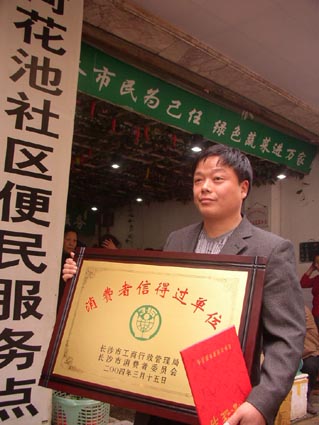 荷花池社区便民服务点
市民为己任 绿色蔬菜进万家
消费者信得过单位
长沙市工商行政管理局
长沙市消费者委员会
二00四年三月十五日